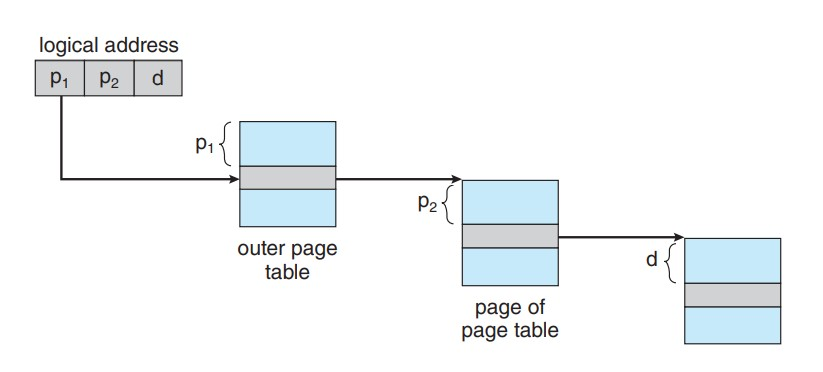 logical address
p₁ p₂ d
p₁
outer page
table
p₂
page of
page table
d